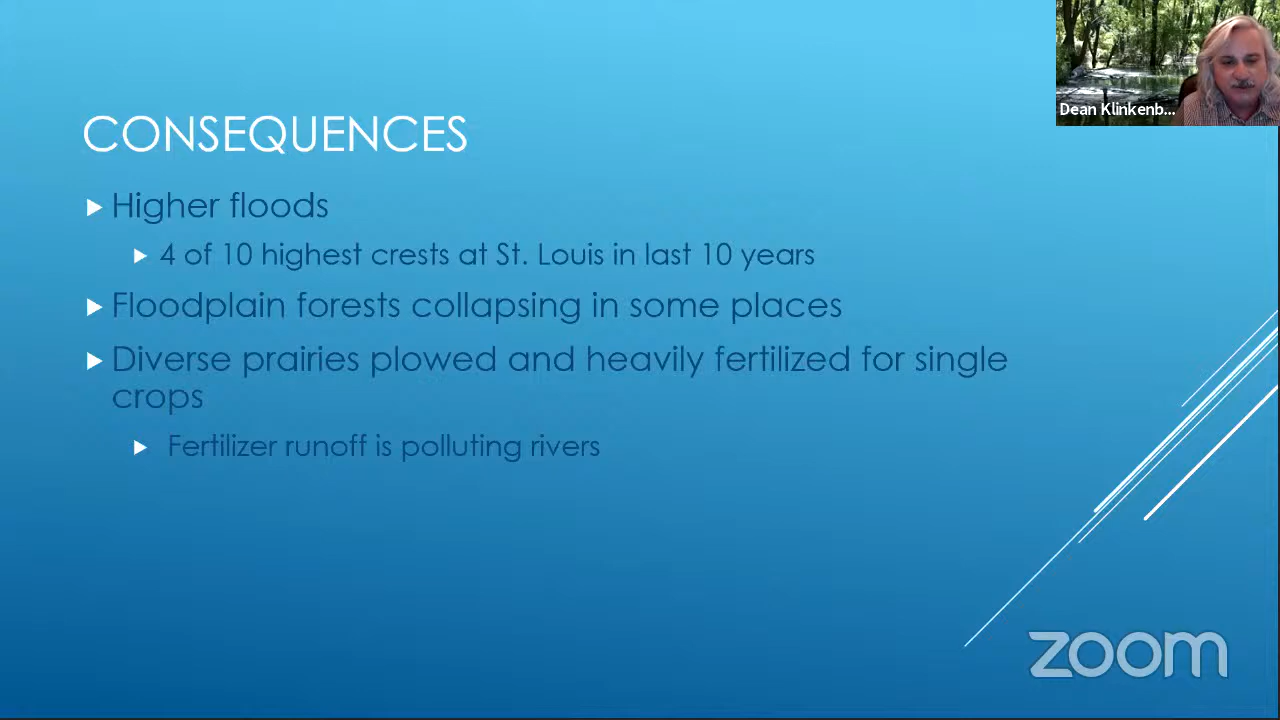 Dean Klinkenb...
CONSEQUENCES
Higher floods
4 of 10 highest crests at St. Louis in last 10 years
Floodplain forests collapsing in some places
Diverse prairies plowed and heavily fertilized for single
crops
Fertilizer runoff is polluting rivers
zoom